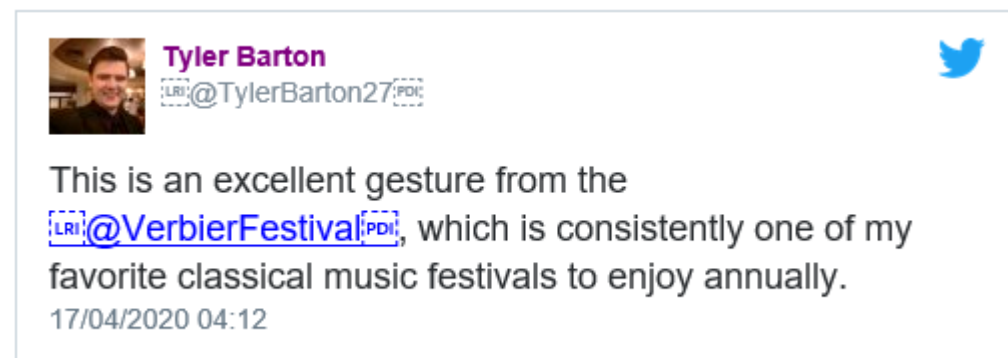 Tyler Barton
@TylerBarton27
This is an excellent gesture from the
@VerbierFestival, which is consistently one of my
favorite classical music festivals to enjoy annually.
17/04/2020 04:12